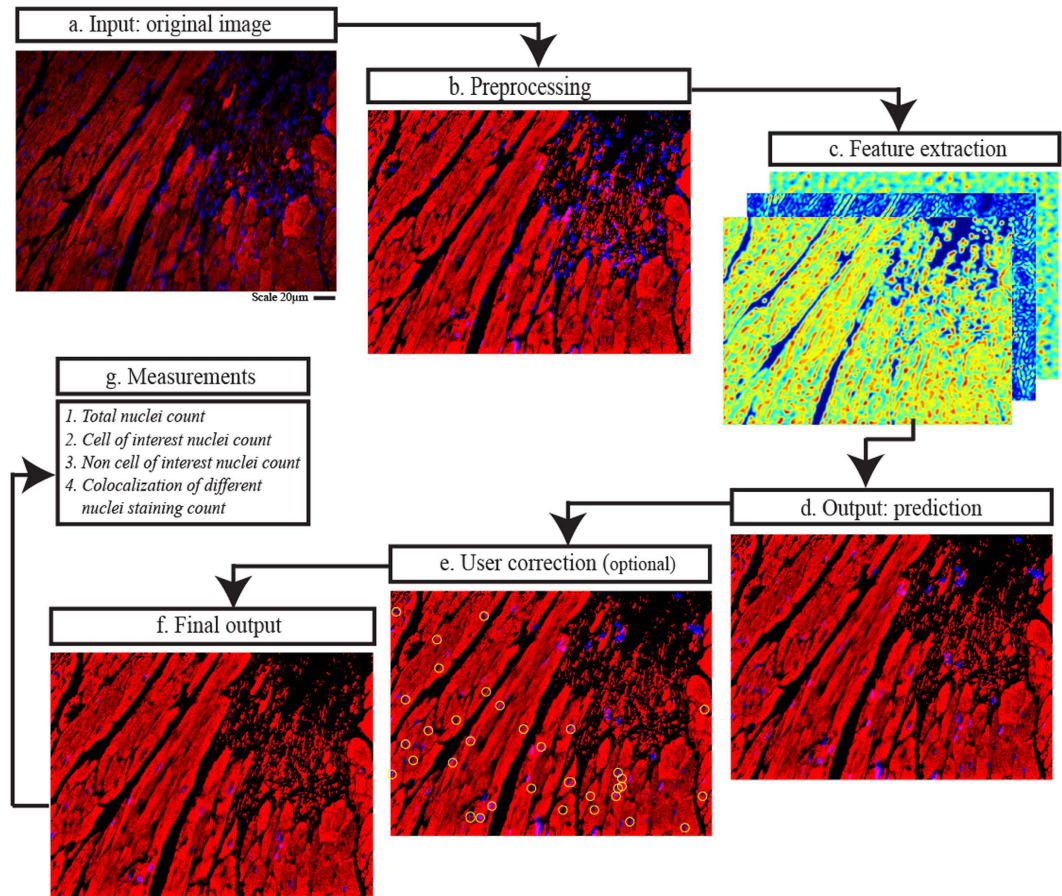 a. Input: original image
b. Preprocessing
c. Feature extraction
Scale 20μm
g. Measurements
1. Total nuclei count
2. Cell of interest nuclei count
3. Non cell of interest nuclei count
4. Colocalization of different
nuclei staining count
d. Output: prediction
e. User correction (optional)
f. Final output